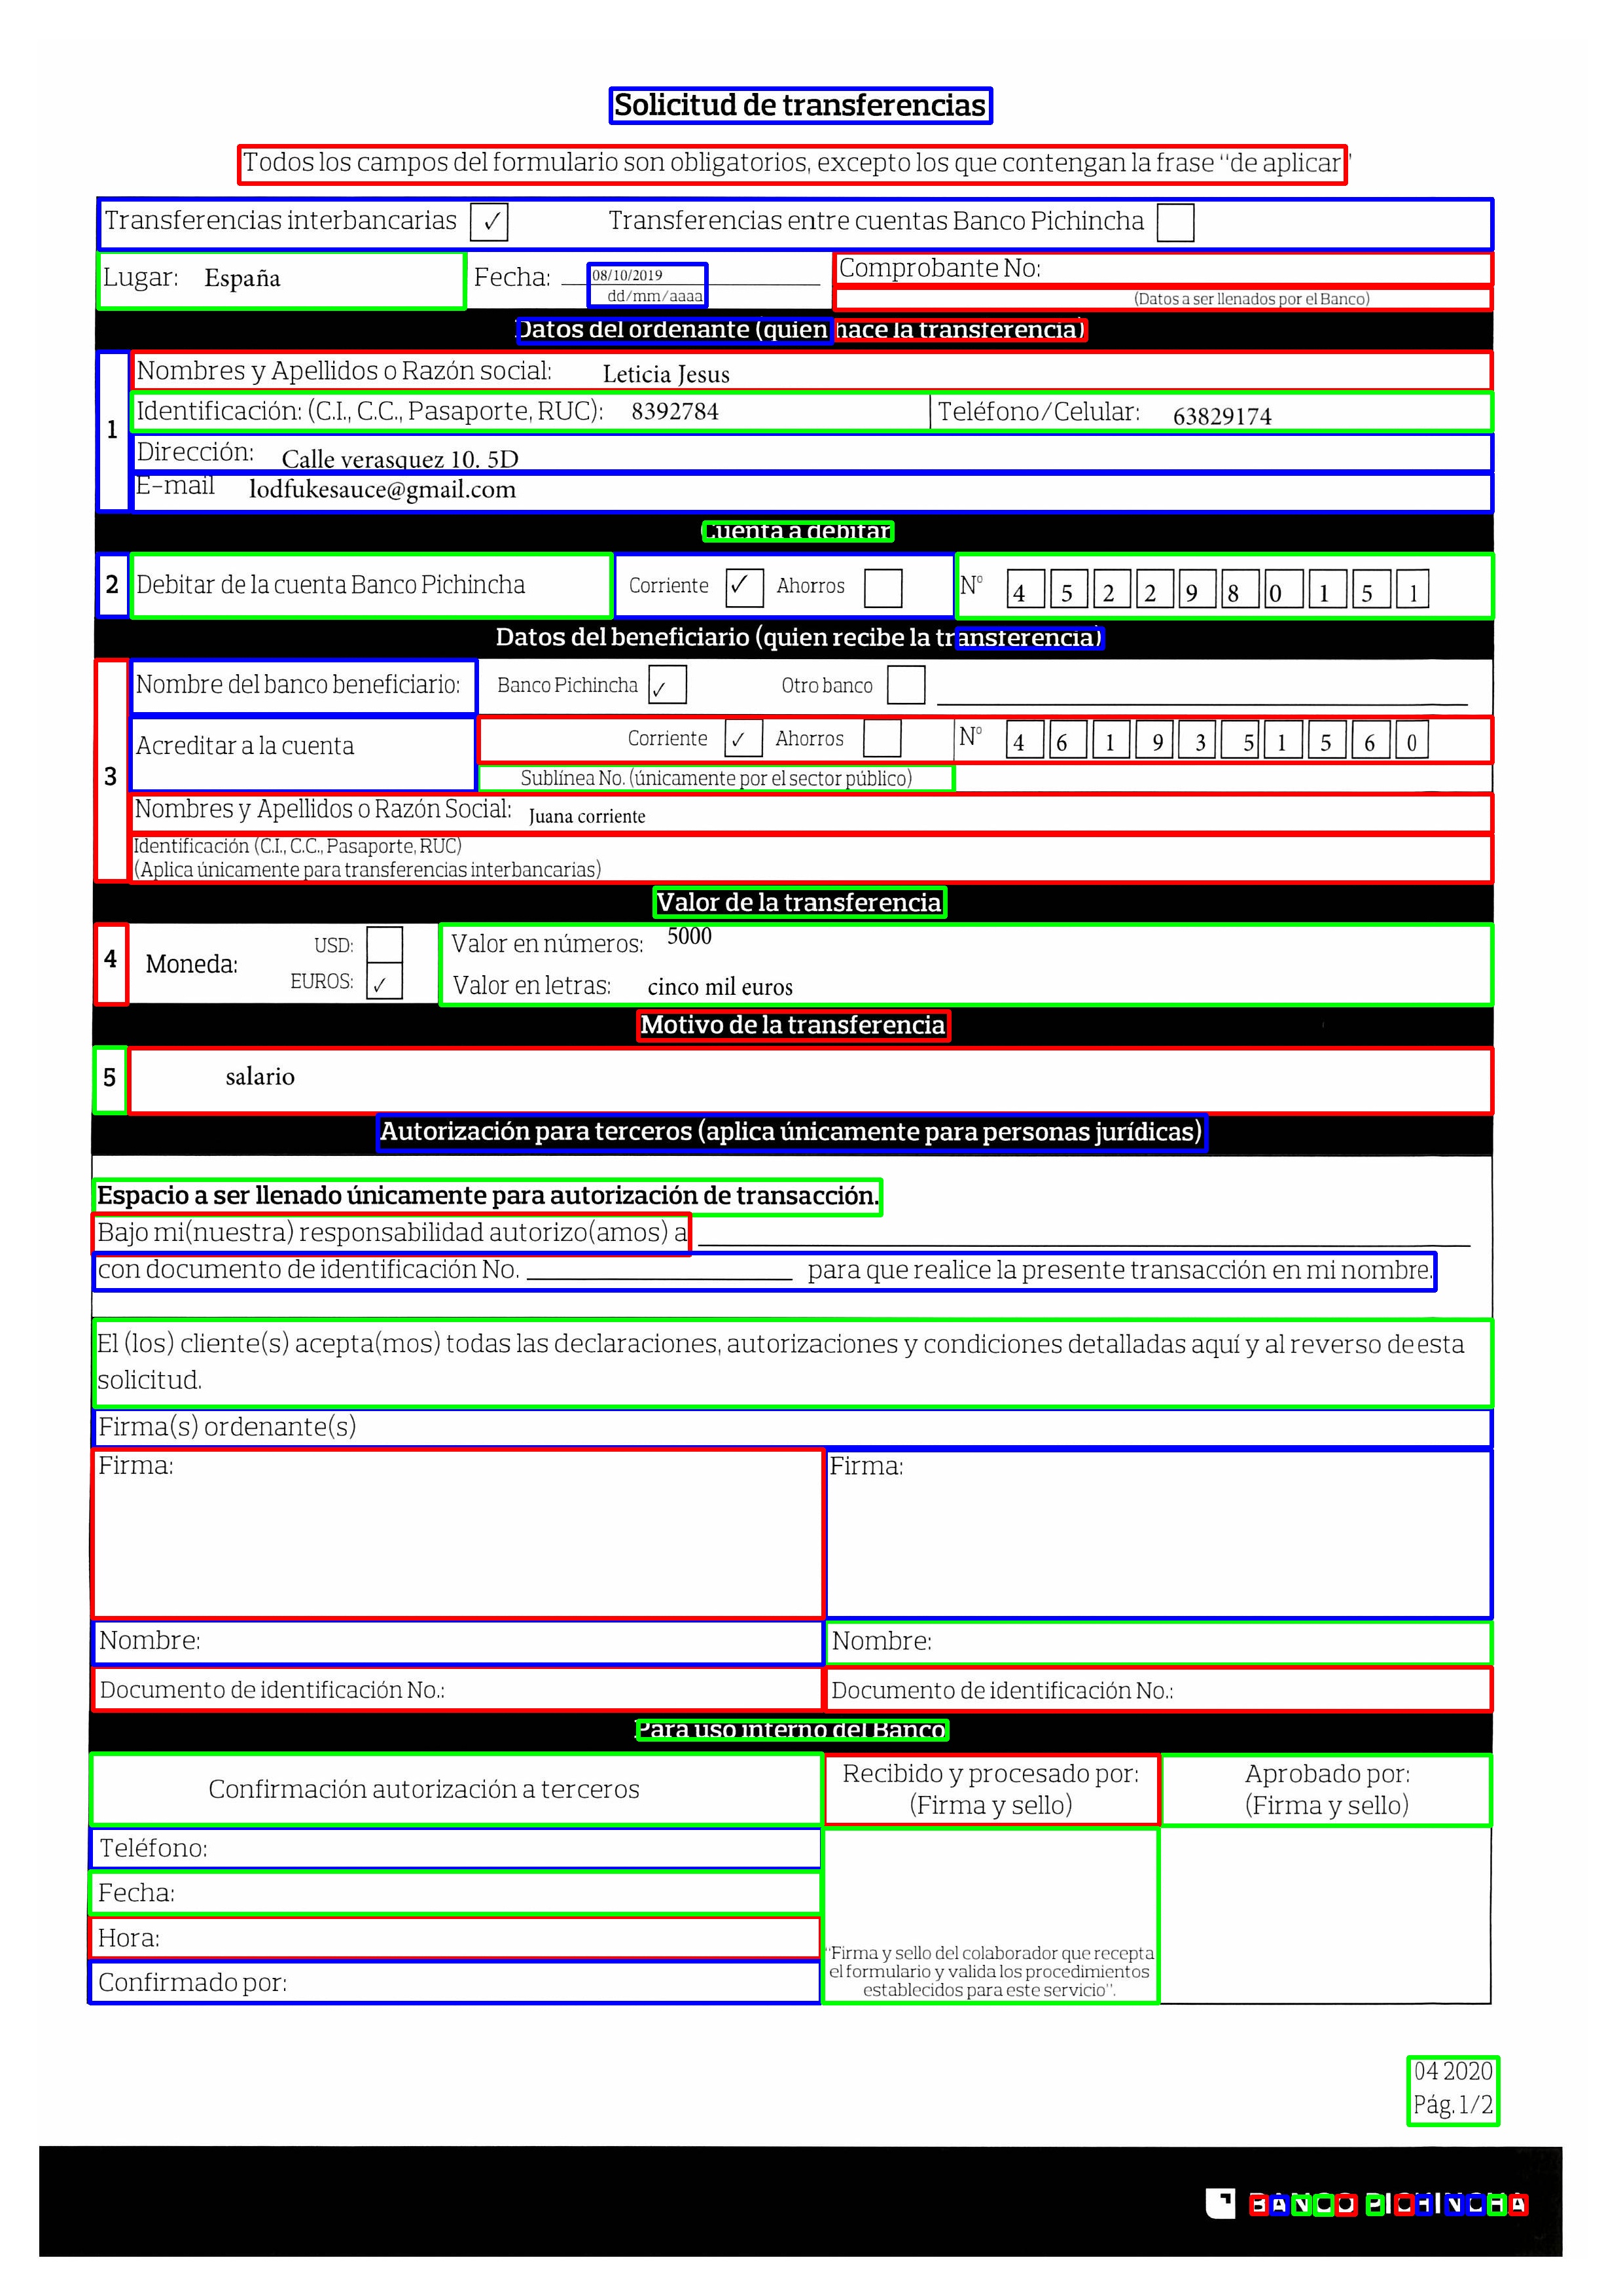 Solicitud de transferencias
Todos los campos del formulario son obligatorios, excepto los que contengan la frase "de aplicar"
Transferencias interbancarias ✓ Transferencias entre cuentas Banco Pichincha
Lugar: España Fecha: 08/10/2019 Comprobante No:
dd/mm/aaaa (Datos a ser llenados por el Banco)
Datos del ordenante (quien hace la transferencia)
1
Nombres y Apellidos o Razón social: Leticia Jesus
Identificación: (C.I., C.C., Pasaporte, RUC): 8392784 Teléfono/Celular: 63829174
Dirección: Calle verasquez 10. 5D
E-mail lodfukesauce@gmail.com
Cuenta a debitar
2 Debitar de la cuenta Banco Pichincha Corriente ✓ Ahorros N° 4 5 2 2 9 8 0 1 5 1
Datos del beneficiario (quien recibe la transferencia)
3
Nombre del banco beneficiario: Banco Pichincha ✓ Otro banco
Acreditar a la cuenta Corriente ✓ Ahorros N° 4 6 1 9 3 5 1 5 6 0
Sublínea No. (únicamente por el sector público)
Nombres y Apellidos o Razón Social: Juana corriente
Identificación (C.I., C.C., Pasaporte, RUC)
(Aplica únicamente para transferencias interbancarias)
Valor de la transferencia
4 Moneda: USD: Valor en números: 5000
EUROS: ✓ Valor en letras: cinco mil euros
Motivo de la transferencia
5 salario
Autorización para terceros (aplica únicamente para personas jurídicas)
Espacio a ser llenado únicamente para autorización de transacción.
Bajo mi(nuestra) responsabilidad autorizo(amos) a
con documento de identificación No. para que realice la presente transacción en mi nombre.
El (los) cliente(s) acepta(mos) todas las declaraciones, autorizaciones y condiciones detalladas aquí y al reverso de esta
solicitud.
Firma(s) ordenante(s)
Firma: Firma:
Nombre: Nombre:
Documento de identificación No.: Documento de identificación No.:
Para uso interno del Banco
Confirmación autorización a terceros
Recibido y procesado por:
(Firma y sello)
Aprobado por:
(Firma y sello)
Teléfono:
Fecha:
Hora:
Confirmado por:
"Firma y sello del colaborador que recepta
el formulario y valida los procedimientos
establecidos para este servicio".
04 2020
Pág. 1/2
BANCO PICHINCHA